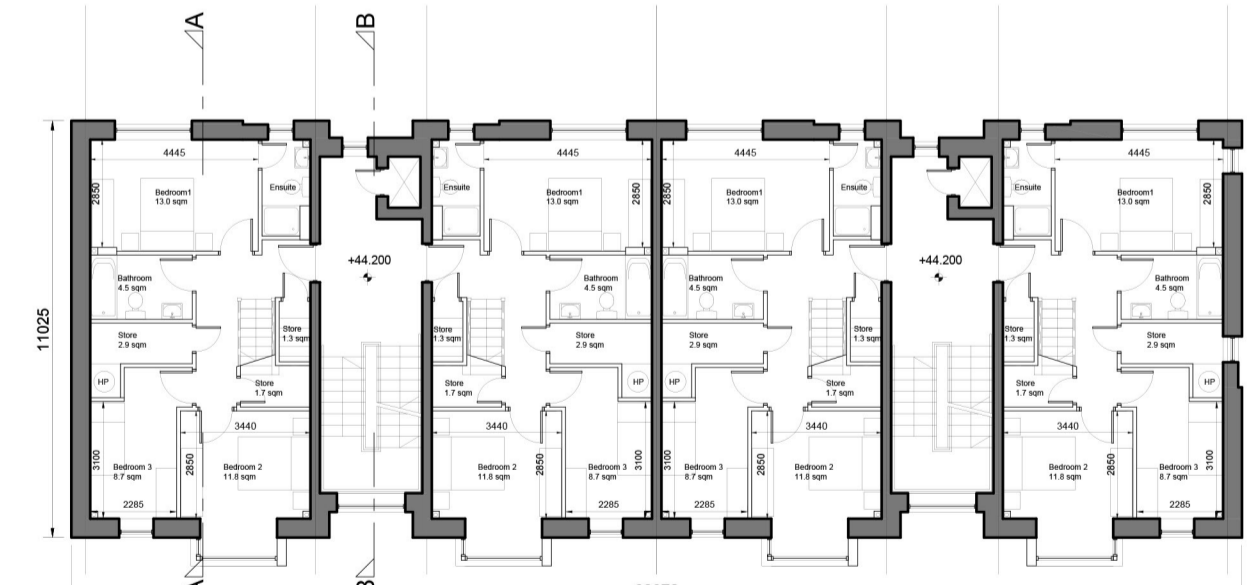 A
B
4445
4445
4445
4445
2850
Bedroom1
13.0 sqm
Ensuite
Ensuite
Bedroom1
13.0 sqm
2850
2850
Bedroom1
13.0 sqm
Ensuite
Ensuite
Bedroom1
13.0 sqm
2850
+44.200
+44.200
Bathroom
4.5 sqm
Bathroom
4.5 sqm
Bathroom
4.5 sqm
Bathroom
4.5 sqm
11025
Store
2.9 sqm
Store
1.3 sqm
Store
1.3 sqm
Store
2.9 sqm
Store
2.9 sqm
Store
1.3 sqm
Store
1.3 sqm
Store
2.9 sqm
HP
Store
1.7 sqm
Store
1.7 sqm
HP
HP
Store
1.7 sqm
Store
1.7 sqm
HP
3440
3440
3440
3440
3100
Bedroom 3
8.7 sqm
2850
Bedroom 2
11.8 sqm
Bedroom 2
11.8 sqm
2850
Bedroom 3
8.7 sqm
3100
3100
Bedroom 3
8.7 sqm
2850
Bedroom 2
11.8 sqm
Bedroom 2
11.8 sqm
2850
Bedroom 3
8.7 sqm
3100
2285
2285
2285
2285
A
B